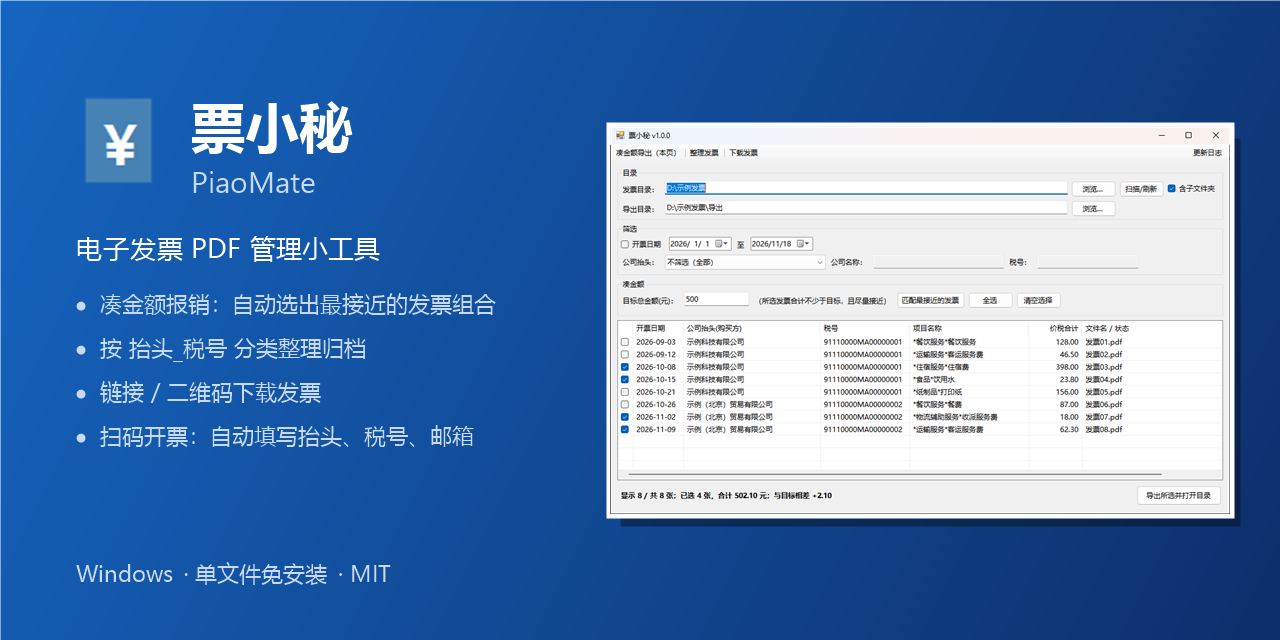 ¥
票小秘
PiaoMate
电子发票 PDF 管理小工具
• 凑金额报销：自动选出最接近的发票组合
• 按 抬头_税号 分类整理归档
• 链接 / 二维码下载发票
• 扫码开票：自动填写抬头、税号、邮箱
Windows · 单文件免安装 · MIT
票小秘 v1.0.0
凑金额导出（本页） 整理发票 下载发票 更新日志
目录
发票目录: D:\示例发票 浏览... 扫描/刷新 含子文件夹
导出目录: D:\示例发票\导出 浏览...
筛选
开票日期 2026/ 1/ 1 至 2026/11/18
公司抬头: 不筛选（全部） 公司名称: 税号:
凑金额
目标总金额(元): 500 （所选发票合计不少于目标，且尽量接近） 匹配最接近的发票 全选 清空选择
开票日期 公司抬头(购买方) 税号 项目名称 价税合计 文件名 / 状态
2026-09-03 示例科技有限公司 91110000MA00000001 *餐饮服务*餐饮服务 128.00 发票01.pdf
2026-09-12 示例科技有限公司 91110000MA00000001 *运输服务*客运服务费 46.50 发票02.pdf
2026-10-08 示例科技有限公司 91110000MA00000001 *住宿服务*住宿费 398.00 发票03.pdf
2026-10-15 示例科技有限公司 91110000MA00000001 *食品*饮用水 23.80 发票04.pdf
2026-10-21 示例科技有限公司 91110000MA00000001 *纸制品*打印纸 156.00 发票05.pdf
2026-10-26 示例（北京）贸易有限公司 91110000MA00000002 *餐饮服务*餐费 87.00 发票06.pdf
2026-11-02 示例（北京）贸易有限公司 91110000MA00000002 *物流辅助服务*收派服务费 18.00 发票07.pdf
2026-11-09 示例（北京）贸易有限公司 91110000MA00000002 *运输服务*客运服务费 62.30 发票08.pdf
显示 8 / 共 8 张；已选 4 张，合计 502.10 元；与目标相差 +2.10 导出所选并打开目录